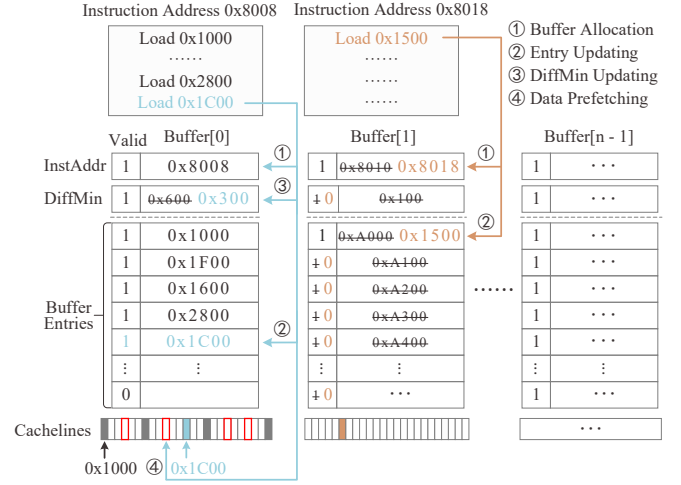 Instruction Address 0x8008
Instruction Address 0x8018
Load 0x1000
······
Load 0x2800
Load 0x1C00
Load 0x1500
······
······
······
① Buffer Allocation
② Entry Updating
③ DiffMin Updating
④ Data Prefetching
Valid Buffer[0] Buffer[1] Buffer[n - 1]
InstAddr 1 0x8008 ① 1 0x8010 0x8018 ① 1 ···
DiffMin 1 0x600 0x300 ③ 1 0 0x100 1 ···
1 0x1000 1 0xA000 0x1500 ② 1 ···
1 0x1F00 1 0 0xA100 1 ···
1 0x1600 1 0 0xA200 ······ 1 ···
1 0x2800 1 0 0xA300 1 ···
Buffer Entries
1 0x1C00 ② 1 0 0xA400 1 ···
⋮ ⋮ ⋮ ⋮ ⋮ ⋮
0 1 0 ··· 1 ···
Cachelines ···
0x1000 ④ 0x1C00